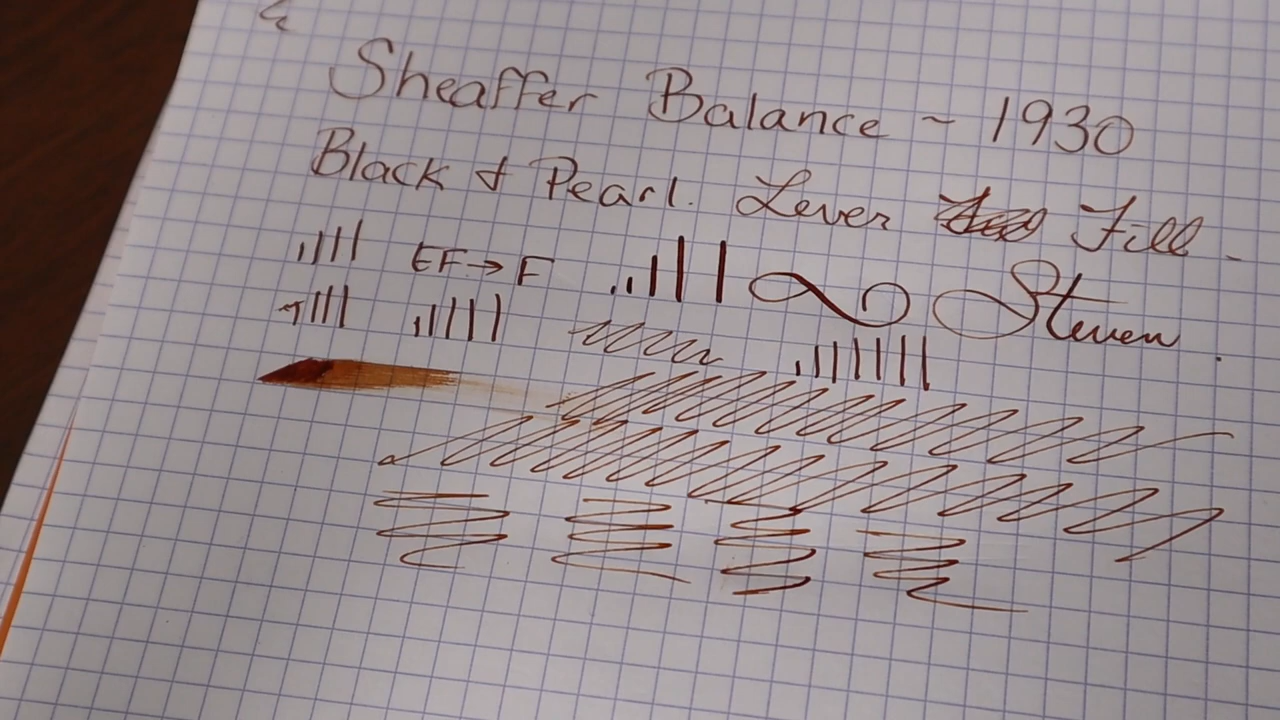 Sheaffer Balance ~ 1930
Black & Pearl. Lever Fill.
EF → F
Steven